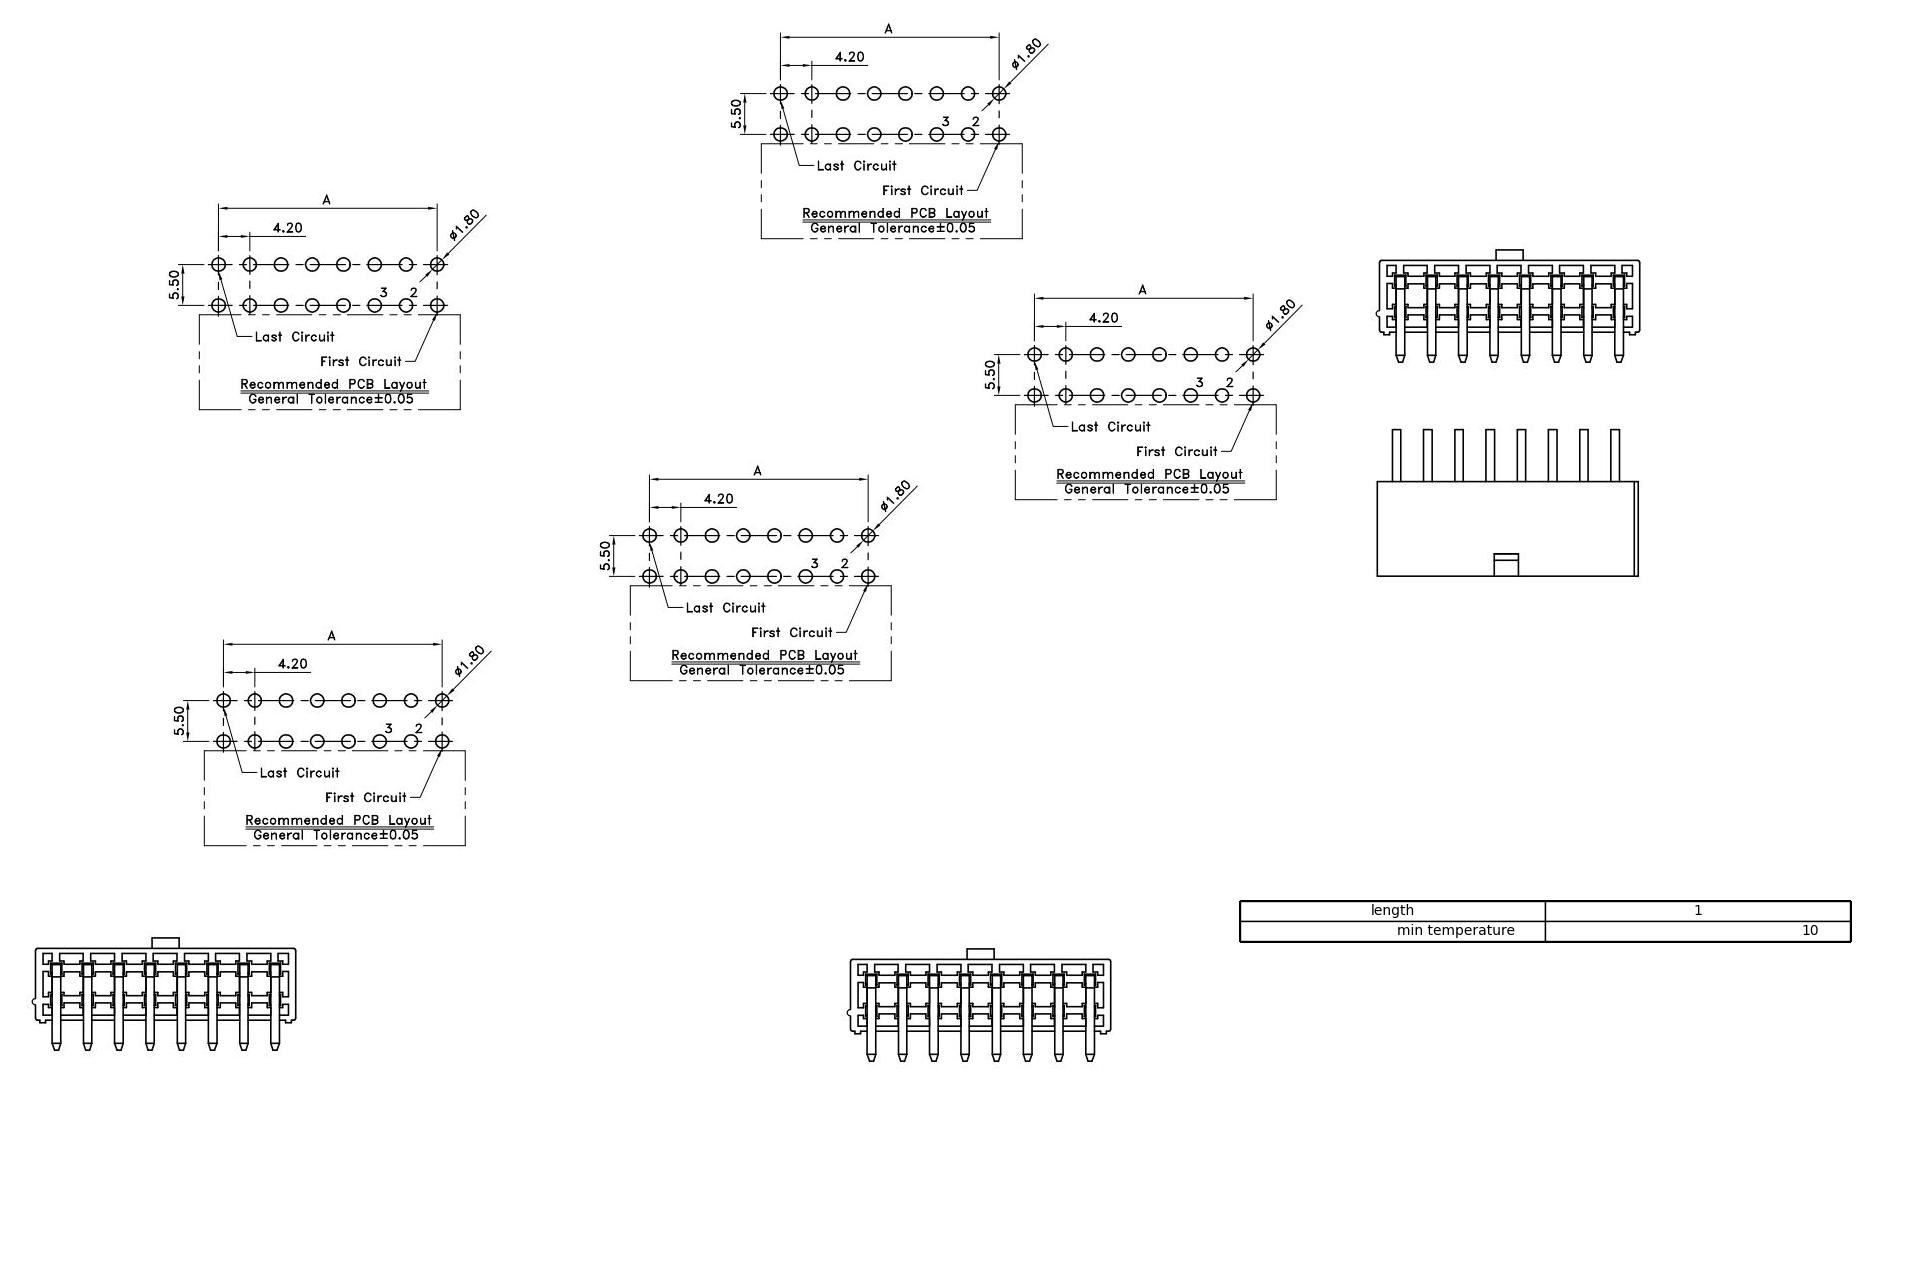 A
4.20
ø1.80
5.50
3 2
Last Circuit
First Circuit
Recommended PCB Layout
General Tolerance±0.05
A
4.20
ø1.80
5.50
3 2
Last Circuit
First Circuit
Recommended PCB Layout
General Tolerance±0.05
A
4.20
ø1.80
5.50
3 2
Last Circuit
First Circuit
Recommended PCB Layout
General Tolerance±0.05
A
4.20
ø1.80
5.50
3 2
Last Circuit
First Circuit
Recommended PCB Layout
General Tolerance±0.05
A
4.20
ø1.80
5.50
3 2
Last Circuit
First Circuit
Recommended PCB Layout
General Tolerance±0.05
length 1
min temperature 10